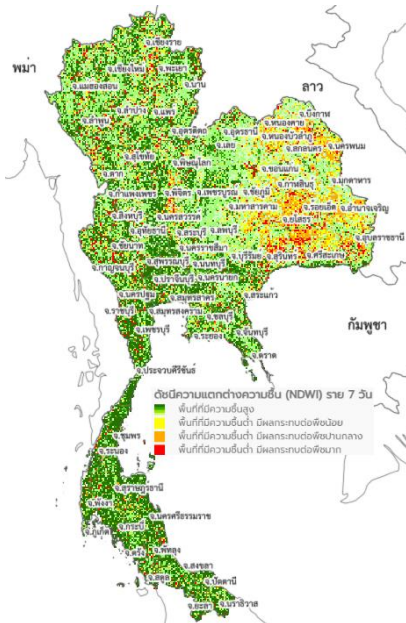 จ.เชียงราย
พม่า
จ.เชียงใหม่ จ.พะเยา
จ.แม่ฮ่องสอน จ.น่าน
ลาว
จ.ลำปาง จ.แพร่
จ.ลำพูน
จ.อุตรดิตถ์ จ.เลย จ.อุดรธานี จ.หนองคาย จ.บึงกาฬ
จ.หนองบัวลำภู
จ.สกลนคร จ.นครพนม
จ.สุโขทัย จ.พิษณุโลก
จ.ตาก จ.ขอนแก่น
จ.กำแพงเพชร จ.พิจิตร จ.เพชรบูรณ์ จ.ชัยภูมิ จ.กาฬสินธุ์ จ.มุกดาหาร
จ.มหาสารคาม จ.ร้อยเอ็ด จ.อำนาจเจริญ
จ.สิงห์บุรี จ.นครสวรรค์ จ.ยโสธร
จ.อุทัยธานี จ.สระบุรี จ.ลพบุรี
จ.ชัยนาท จ.นครราชสีมา จ.บุรีรัมย์ จ.สุรินทร์ จ.ศรีสะเกษ จ.อุบลราชธานี
จ.สุพรรณบุรี จ.นนทบุรี
จ.กาญจนบุรี จ.ปราจีนบุรี จ.นครนายก
จ.นครปฐม จ.สมุทรสาคร จ.สระแก้ว
จ.ราชบุรี จ.สมุทรสงคราม จ.ชลบุรี
กัมพูชา
จ.เพชรบุรี จ.ระยอง จ.จันทบุรี
จ.ตราด
จ.ประจวบคีรีขันธ์
ดัชนีความแตกต่างความชื้น (NDWI) ราย 7 วัน
พื้นที่ที่มีความชื้นสูง
พื้นที่ที่มีความชื้นต่ำ มีผลกระทบต่อพืชน้อย
พื้นที่ที่มีความชื้นต่ำ มีผลกระทบต่อพืชปานกลาง
พื้นที่ที่มีความชื้นต่ำ มีผลกระทบต่อพืชมาก
จ.ชุมพร
จ.ระนอง
จ.สุราษฎร์ธานี
จ.พังงา จ.นครศรีธรรมราช
จ.ภูเก็ต จ.กระบี่
จ.ตรัง จ.พัทลุง
จ.สงขลา
จ.สตูล จ.ปัตตานี
จ.ยะลา จ.นราธิวาส